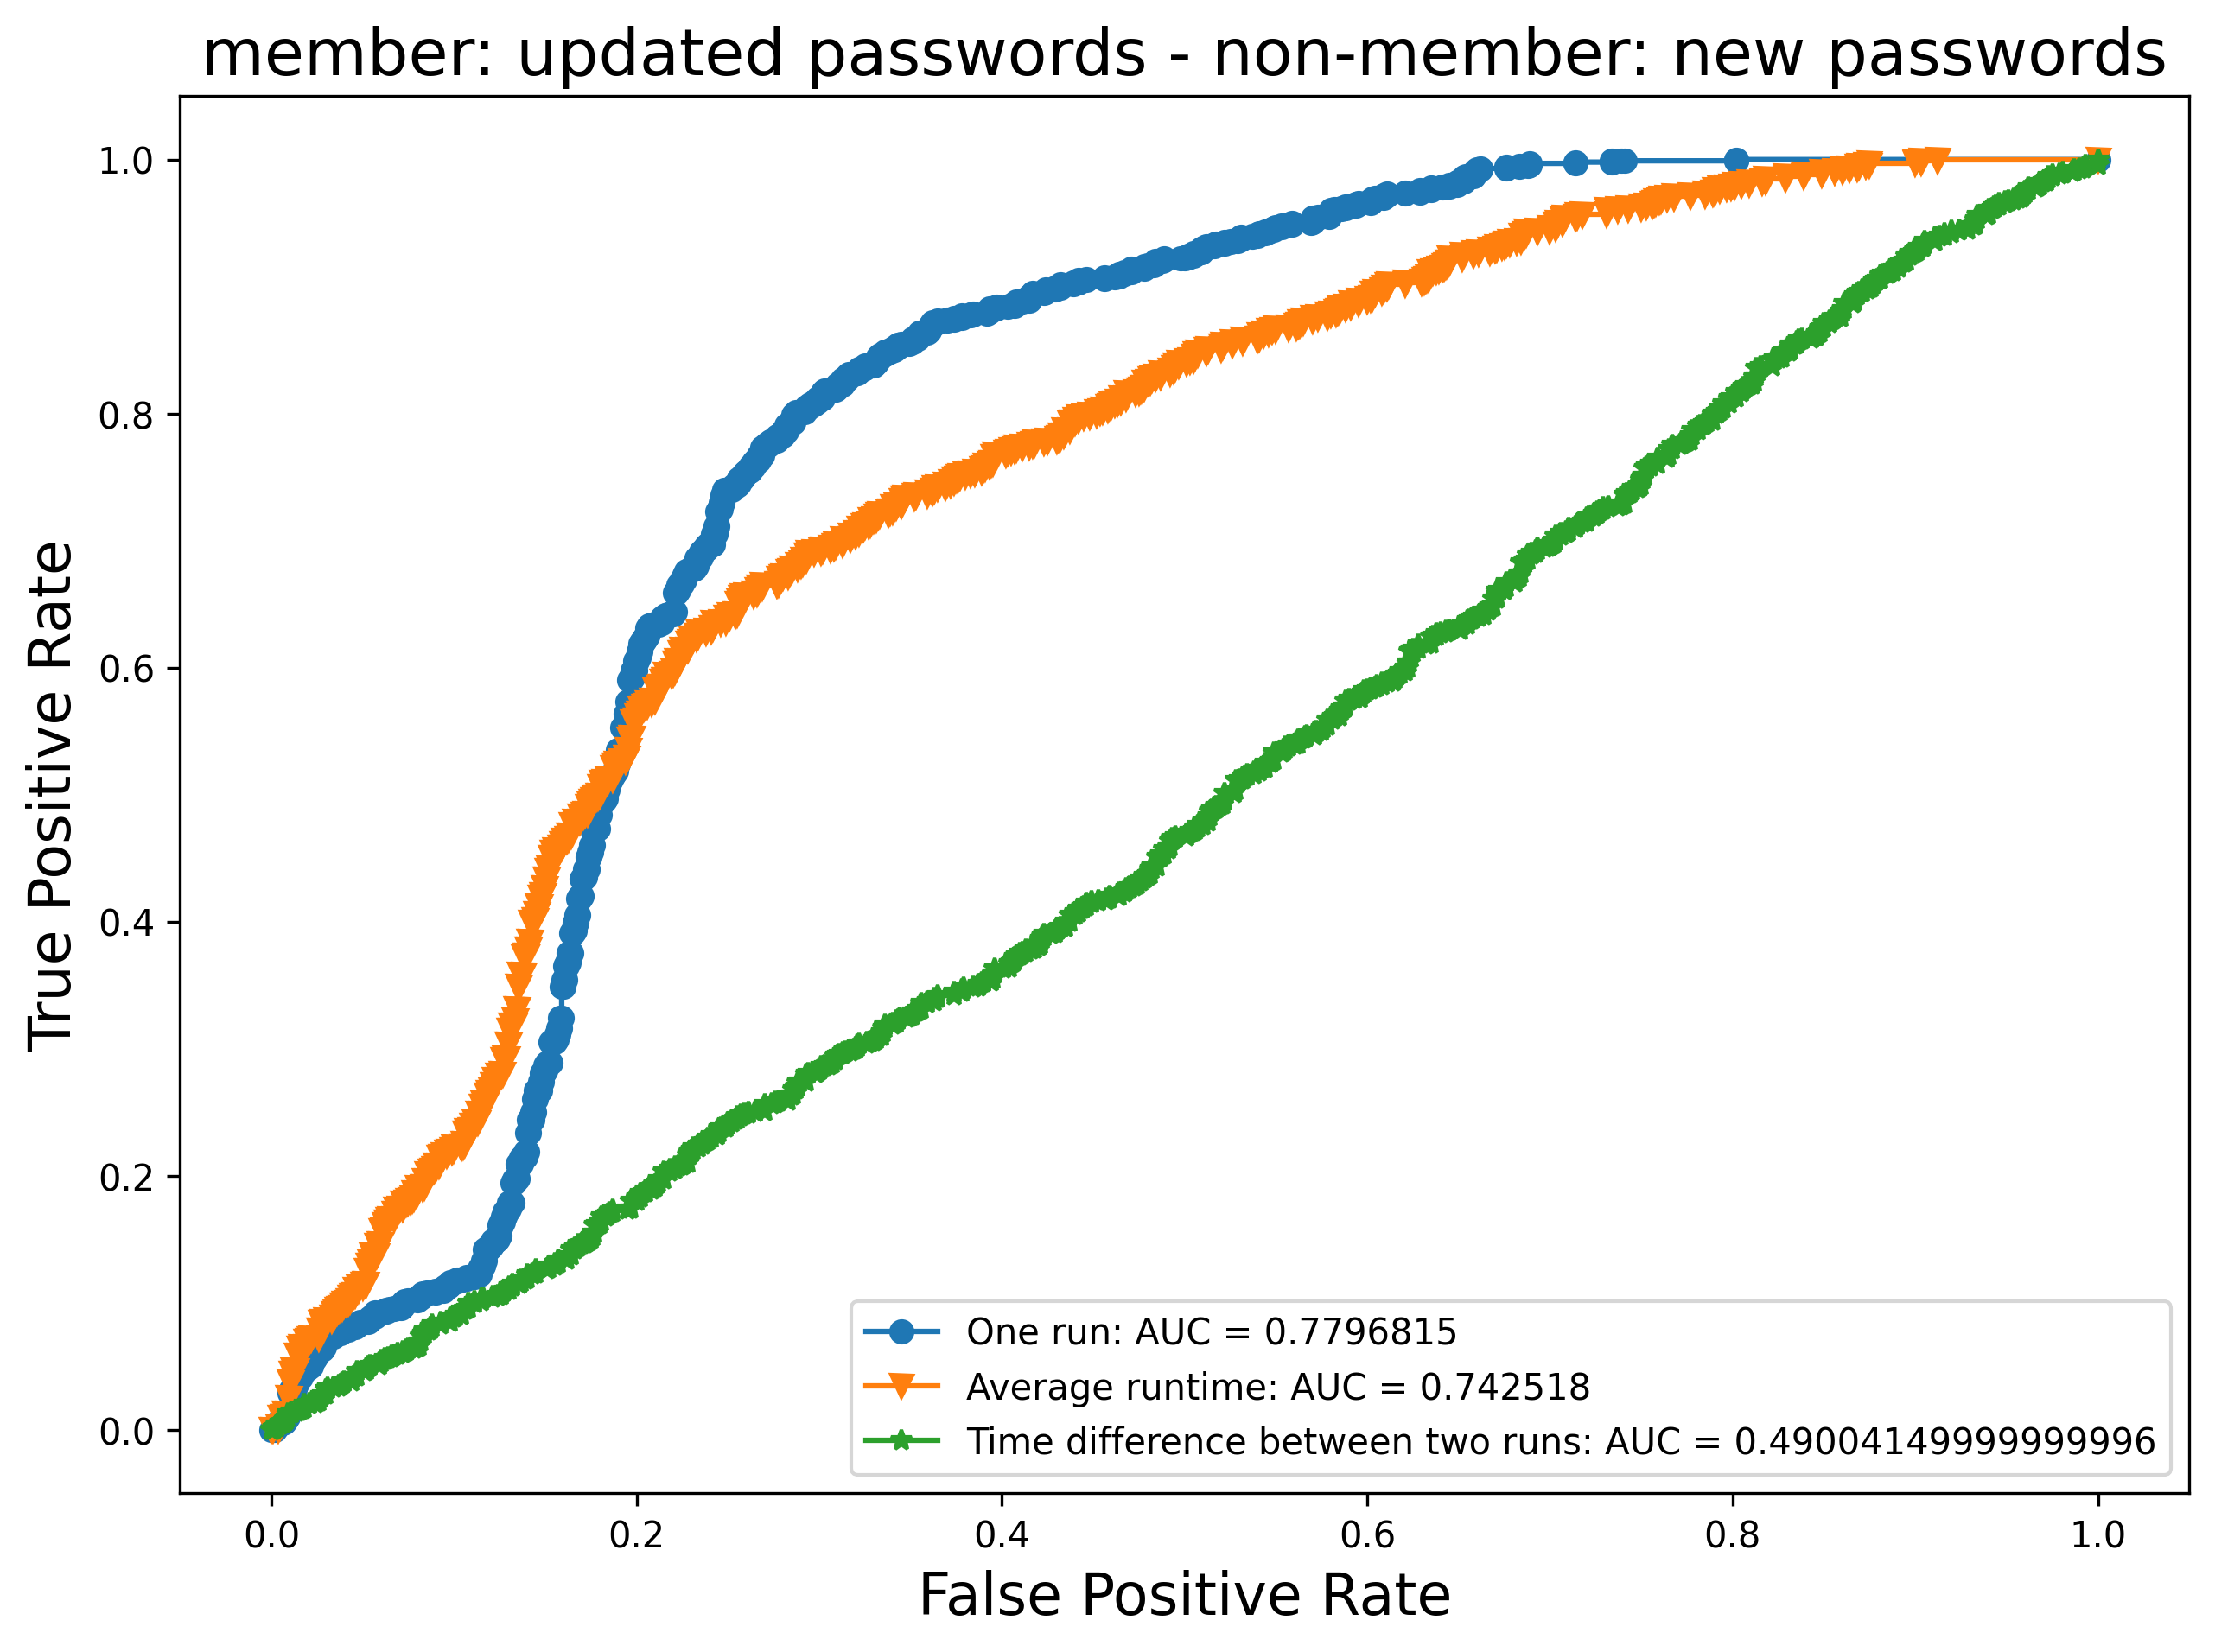 member: updated passwords - non-member: new passwords
1.0
0.8
0.6
0.4
0.2
0.0
True Positive Rate
One run: AUC = 0.7796815
Average runtime: AUC = 0.742518
Time difference between two runs: AUC = 0.49004149999999996
0.0 0.2 0.4 0.6 0.8 1.0
False Positive Rate